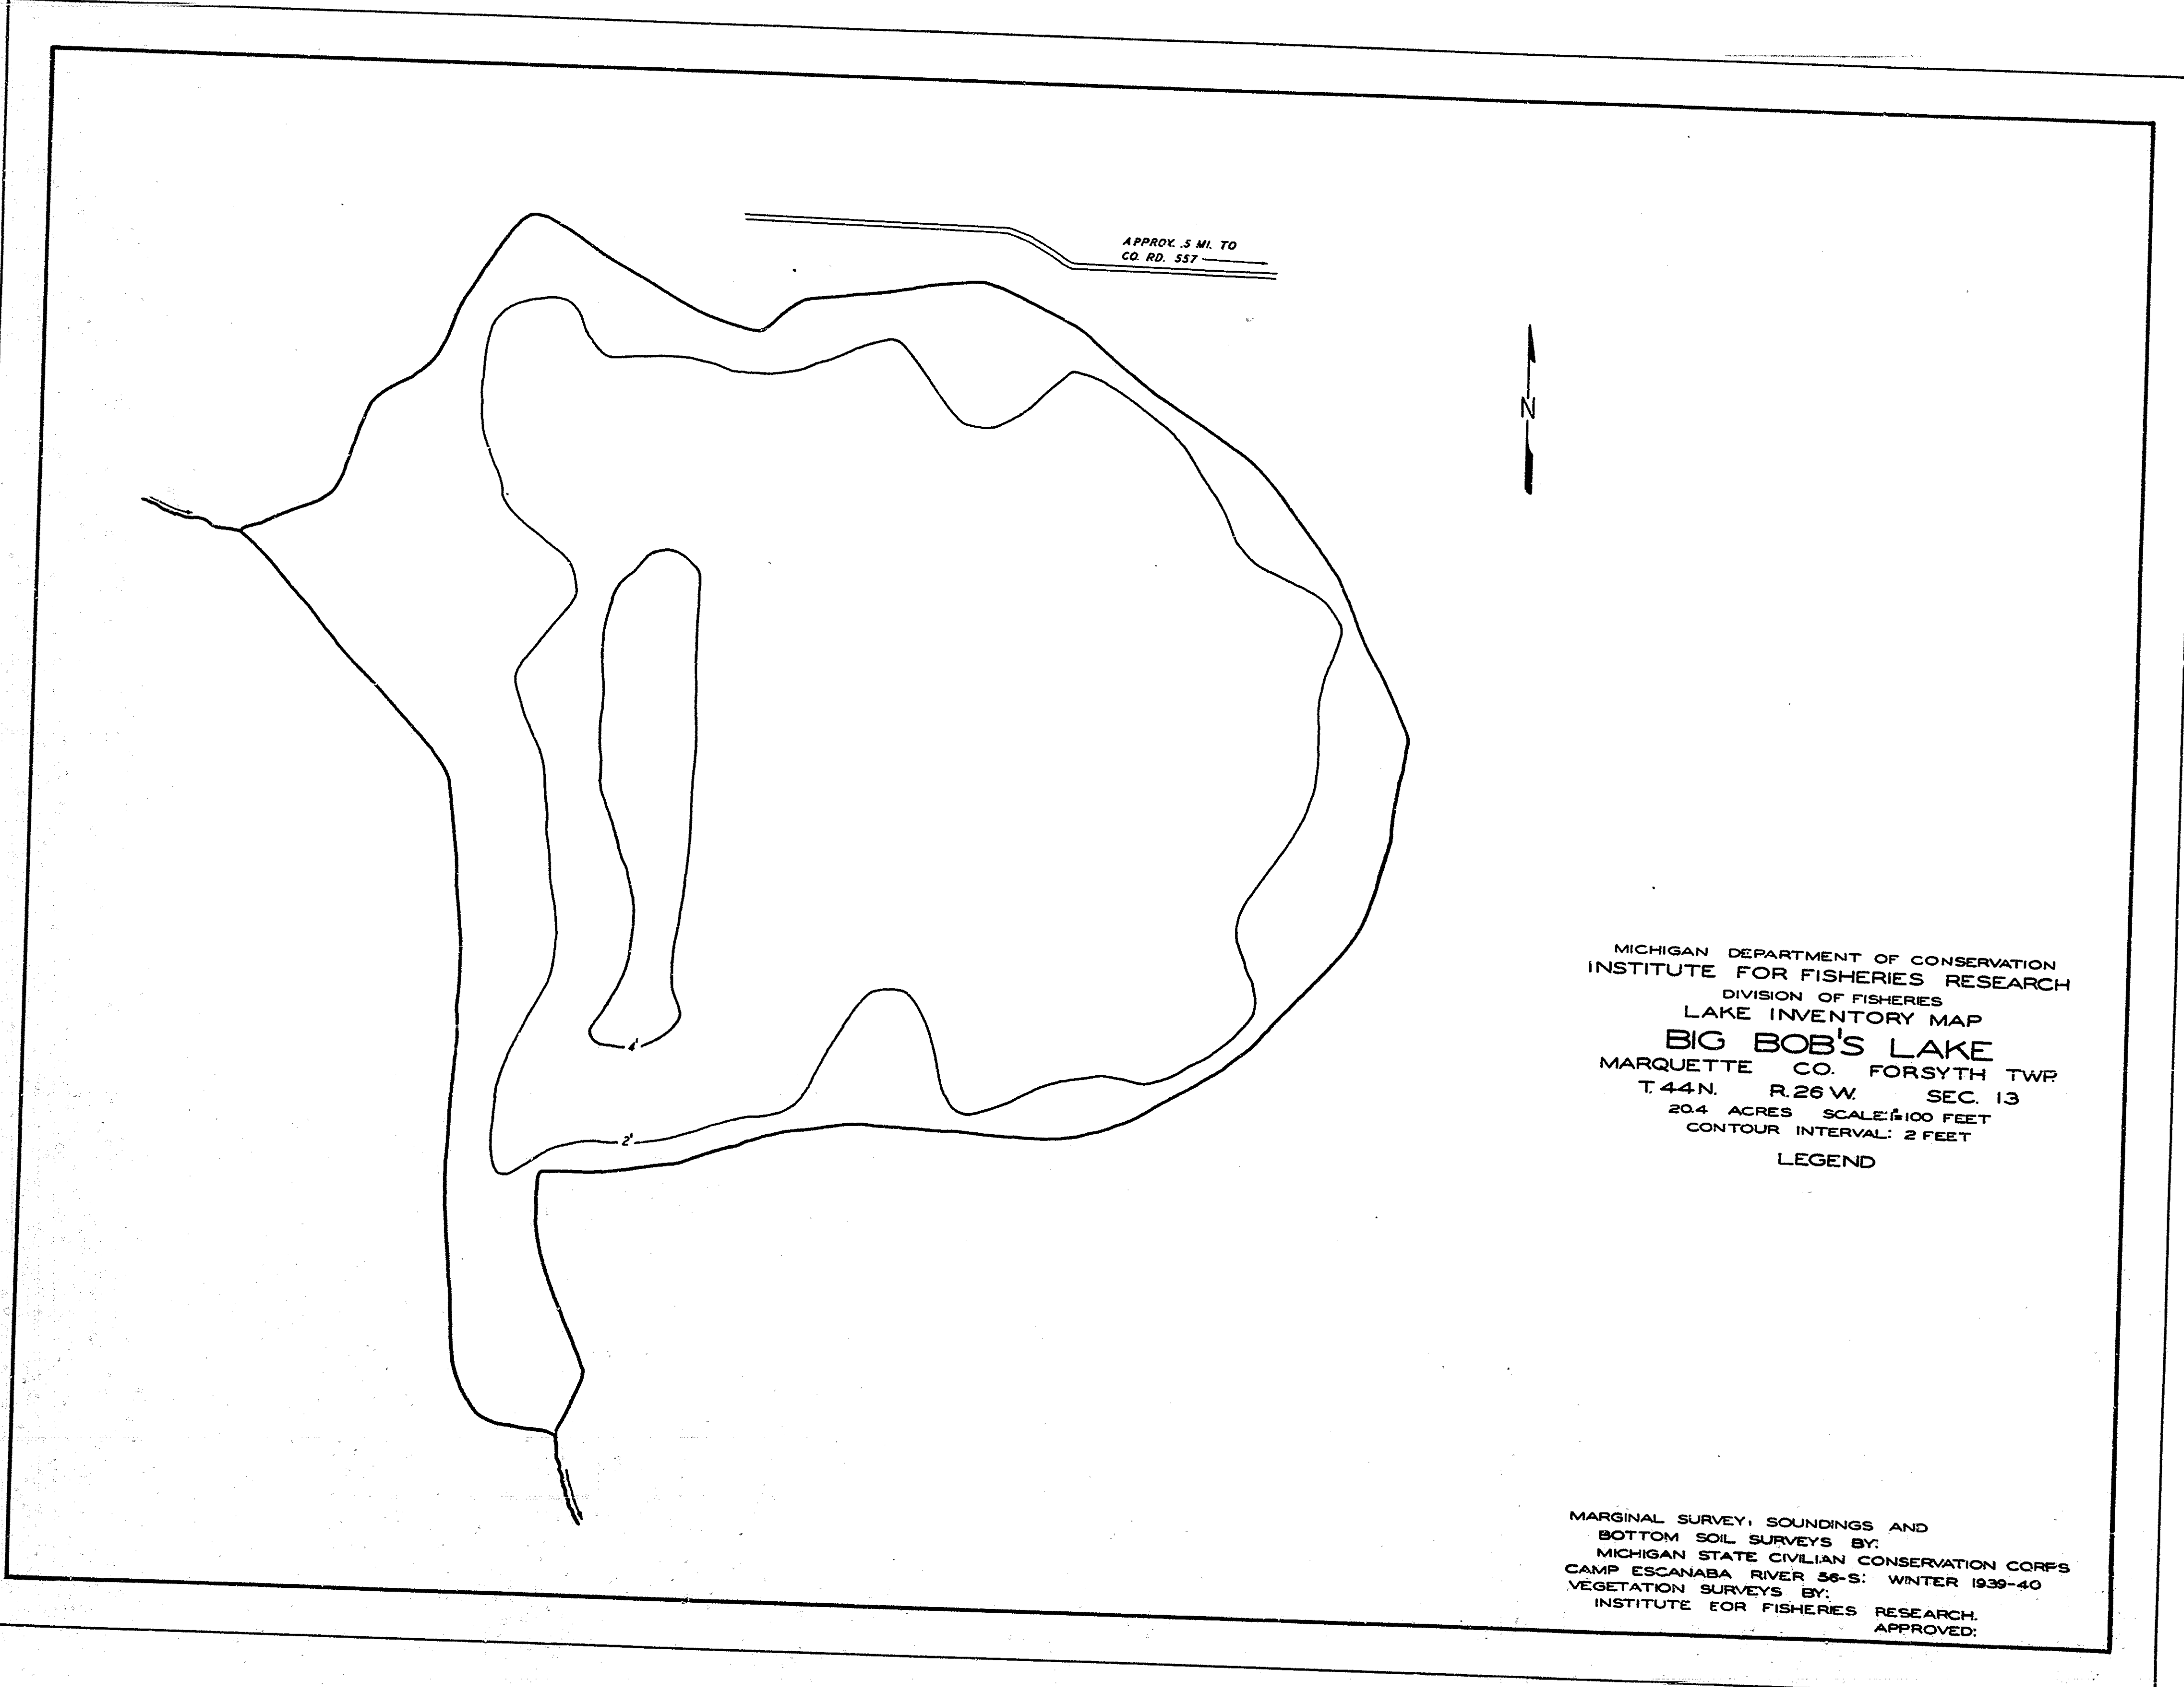 APPROX. .5 MI. TO
CO. RD. 557
N
4'
2'
MICHIGAN DEPARTMENT OF CONSERVATION
INSTITUTE FOR FISHERIES RESEARCH
DIVISION OF FISHERIES
LAKE INVENTORY MAP
BIG BOB'S LAKE
MARQUETTE CO. FORSYTH TWP.
T. 44 N. R. 26 W. SEC. 13
20.4 ACRES SCALE: 1"=100 FEET
CONTOUR INTERVAL: 2 FEET
LEGEND
MARGINAL SURVEY, SOUNDINGS AND
BOTTOM SOIL SURVEYS BY:
MICHIGAN STATE CIVILIAN CONSERVATION CORPS
CAMP ESCANABA RIVER 56-S: WINTER 1939-40
VEGETATION SURVEYS BY:
INSTITUTE FOR FISHERIES RESEARCH.
APPROVED: